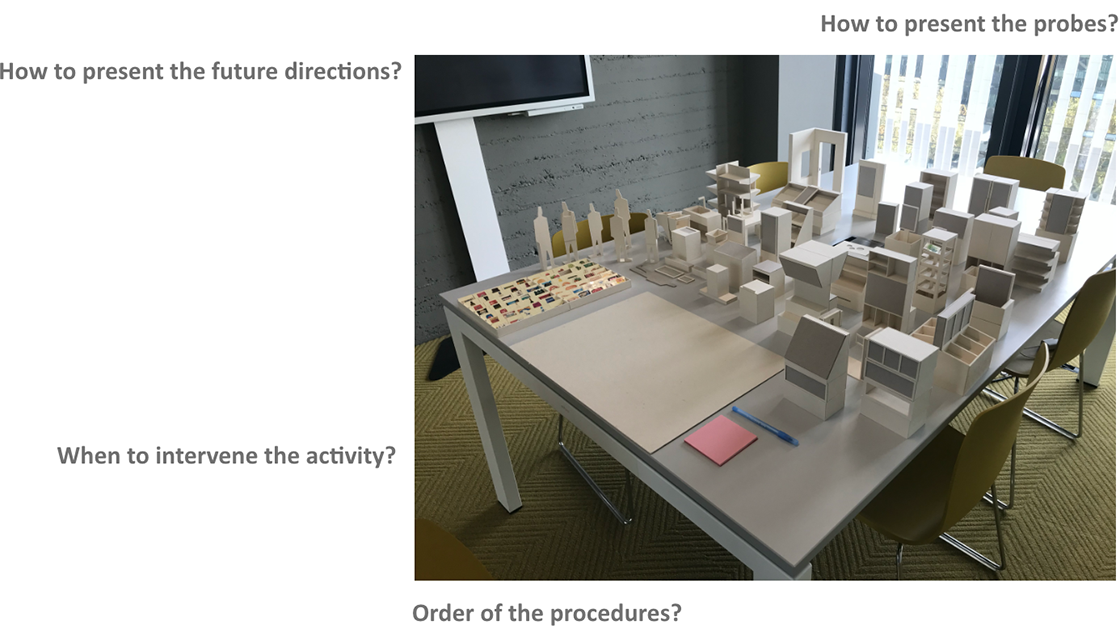 How to present the probes?
How to present the future directions?
When to intervene the activity?
Order of the procedures?